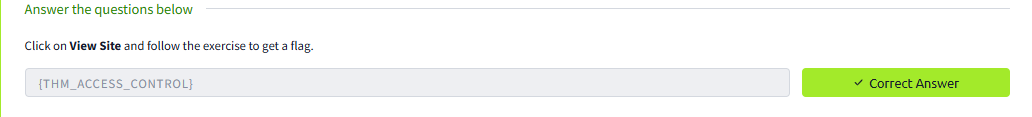 Answer the questions below
Click on View Site and follow the exercise to get a flag.
{THM_ACCESS_CONTROL}
✓ Correct Answer